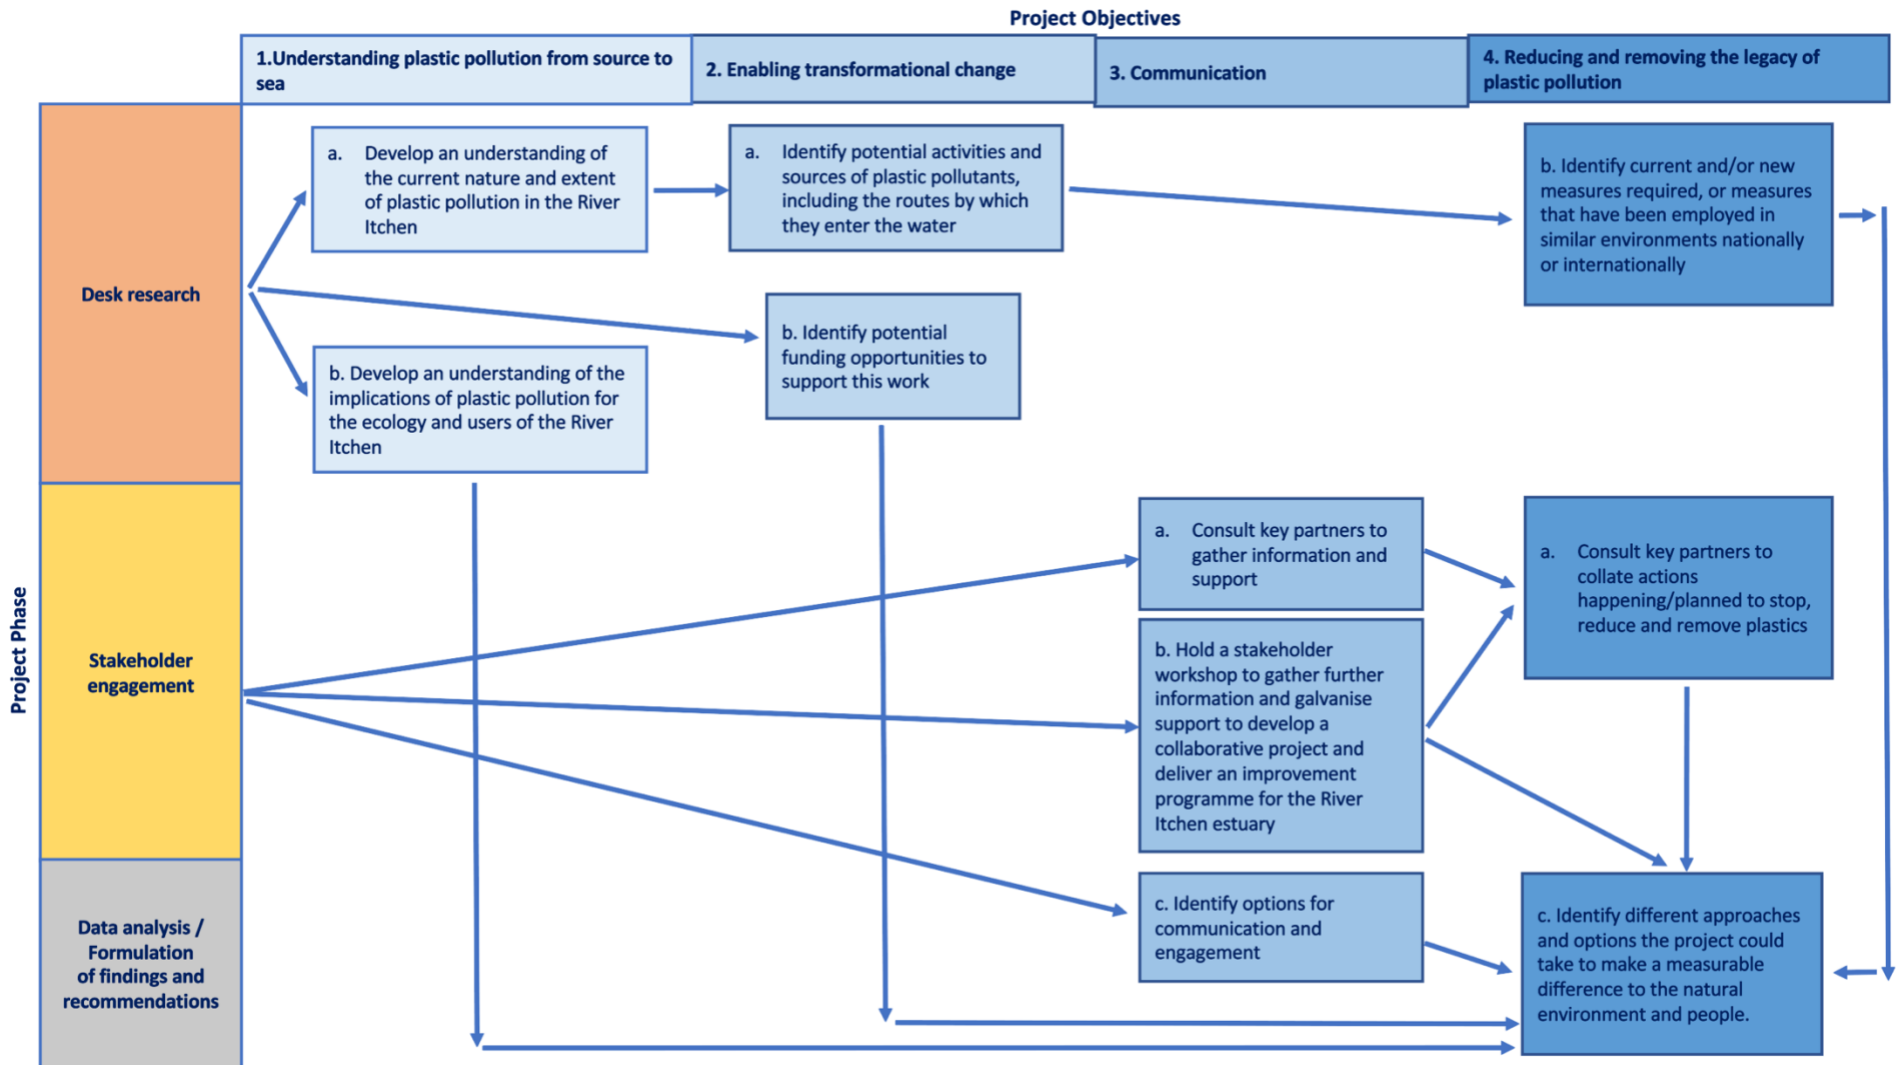 Project Objectives
1.Understanding plastic pollution from source to
sea
2. Enabling transformational change
3. Communication
4. Reducing and removing the legacy of
plastic pollution
Project Phase
Desk research
a. Develop an understanding of
the current nature and extent
of plastic pollution in the River
Itchen
a. Identify potential activities and
sources of plastic pollutants,
including the routes by which
they enter the water
b. Identify current and/or new
measures required, or measures
that have been employed in
similar environments nationally
or internationally
b. Develop an understanding of the
implications of plastic pollution for
the ecology and users of the River
Itchen
b. Identify potential
funding opportunities to
support this work
Stakeholder
engagement
a. Consult key partners to
gather information and
support
a. Consult key partners to
collate actions
happening/planned to stop,
reduce and remove plastics
b. Hold a stakeholder
workshop to gather further
information and galvanise
support to develop a
collaborative project and
deliver an improvement
programme for the River
Itchen estuary
Data analysis /
Formulation
of findings and
recommendations
c. Identify options for
communication and
engagement
c. Identify different approaches
and options the project could
take to make a measurable
difference to the natural
environment and people.